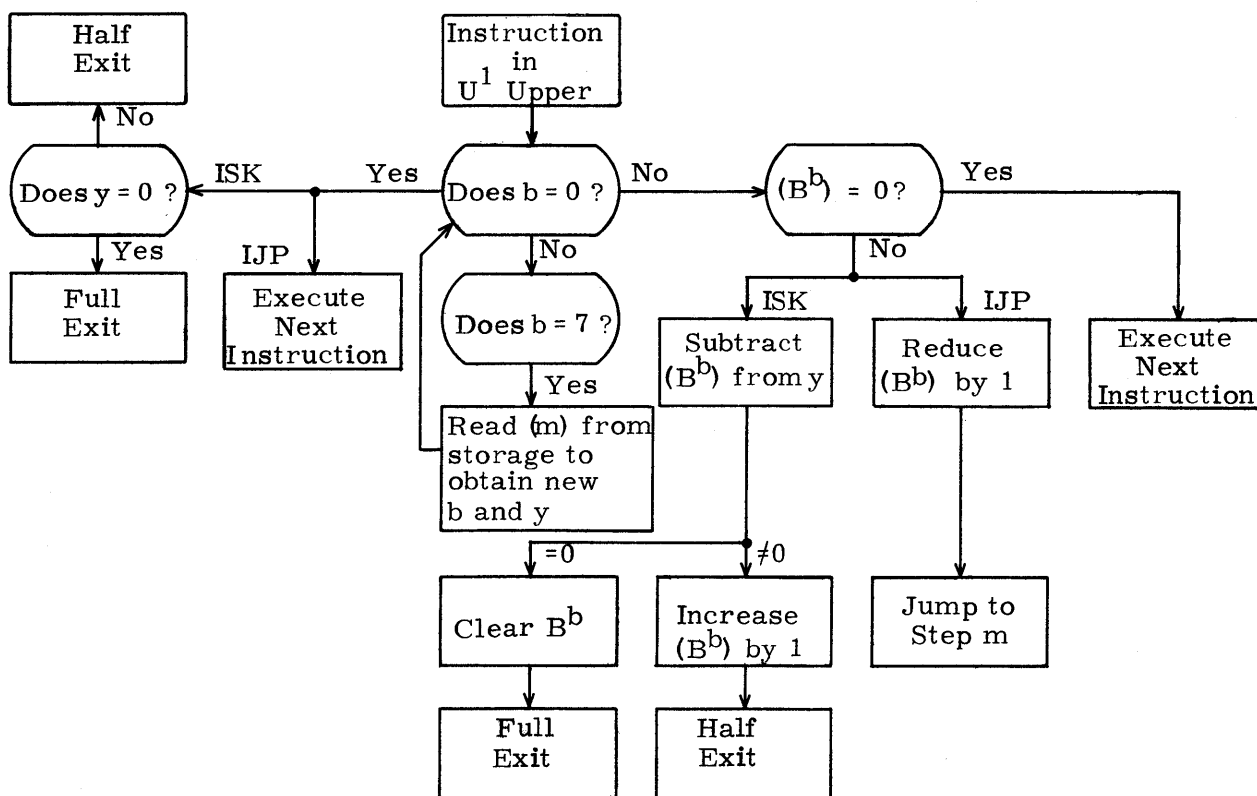 Half
Exit
Instruction
in
U¹ Upper
No
Does y = 0 ?
ISK
Yes
Does b = 0 ?
No
(Bᵇ) = 0?
Yes
Yes
IJP
No
No
Full
Exit
Execute
Next
Instruction
Does b = 7 ?
ISK
IJP
Subtract
(Bᵇ) from y
Reduce
(Bᵇ) by 1
Execute
Next
Instruction
Yes
Read (m) from
storage to
obtain new
b and y
=0
≠0
Clear Bᵇ
Increase
(Bᵇ) by 1
Jump to
Step m
Full
Exit
Half
Exit